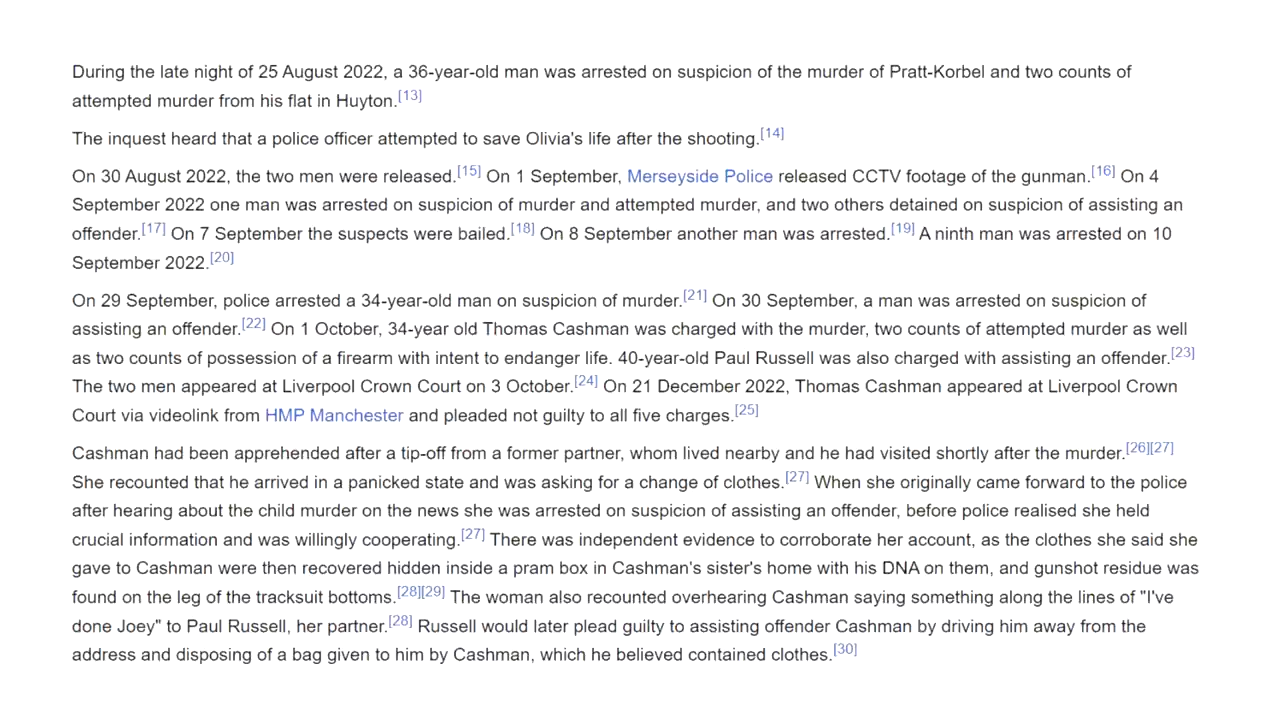 During the late night of 25 August 2022, a 36-year-old man was arrested on suspicion of the murder of Pratt-Korbel and two counts of
attempted murder from his flat in Huyton.[13]
The inquest heard that a police officer attempted to save Olivia's life after the shooting.[14]
On 30 August 2022, the two men were released.[15] On 1 September, Merseyside Police released CCTV footage of the gunman.[16] On 4
September 2022 one man was arrested on suspicion of murder and attempted murder, and two others detained on suspicion of assisting an
offender.[17] On 7 September the suspects were bailed.[18] On 8 September another man was arrested.[19] A ninth man was arrested on 10
September 2022.[20]
On 29 September, police arrested a 34-year-old man on suspicion of murder.[21] On 30 September, a man was arrested on suspicion of
assisting an offender.[22] On 1 October, 34-year old Thomas Cashman was charged with the murder, two counts of attempted murder as well
as two counts of possession of a firearm with intent to endanger life. 40-year-old Paul Russell was also charged with assisting an offender.[23]
The two men appeared at Liverpool Crown Court on 3 October.[24] On 21 December 2022, Thomas Cashman appeared at Liverpool Crown
Court via videolink from HMP Manchester and pleaded not guilty to all five charges.[25]
Cashman had been apprehended after a tip-off from a former partner, whom lived nearby and he had visited shortly after the murder.[26][27]
She recounted that he arrived in a panicked state and was asking for a change of clothes.[27] When she originally came forward to the police
after hearing about the child murder on the news she was arrested on suspicion of assisting an offender, before police realised she held
crucial information and was willingly cooperating.[27] There was independent evidence to corroborate her account, as the clothes she said she
gave to Cashman were then recovered hidden inside a pram box in Cashman's sister's home with his DNA on them, and gunshot residue was
found on the leg of the tracksuit bottoms.[28][29] The woman also recounted overhearing Cashman saying something along the lines of "I've
done Joey" to Paul Russell, her partner.[28] Russell would later plead guilty to assisting offender Cashman by driving him away from the
address and disposing of a bag given to him by Cashman, which he believed contained clothes.[30]